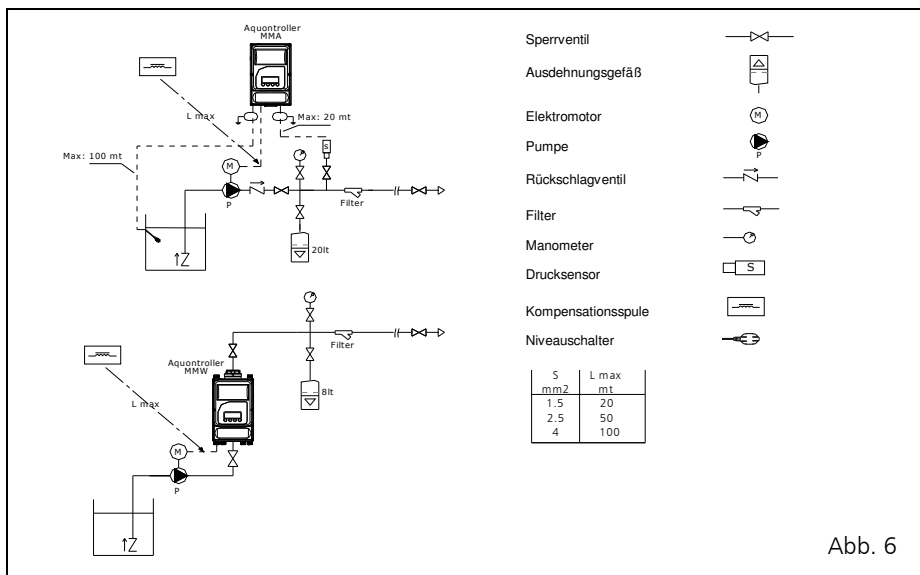 Aquontroller
MMA
L max
Max: 20 mt
Max: 100 mt
S
M
P
Filter
20lt
Z
Aquontroller
MMW
L max
Filter
8lt
M
P
Z
Sperrventil
Ausdehnungsgefäß
Elektromotor
M
Pumpe
P
Rückschlagventil
Filter
Manometer
Drucksensor
S
Kompensationsspule
Niveauschalter
S L max
mm2 mt
1.5 20
2.5 50
4 100
Abb. 6